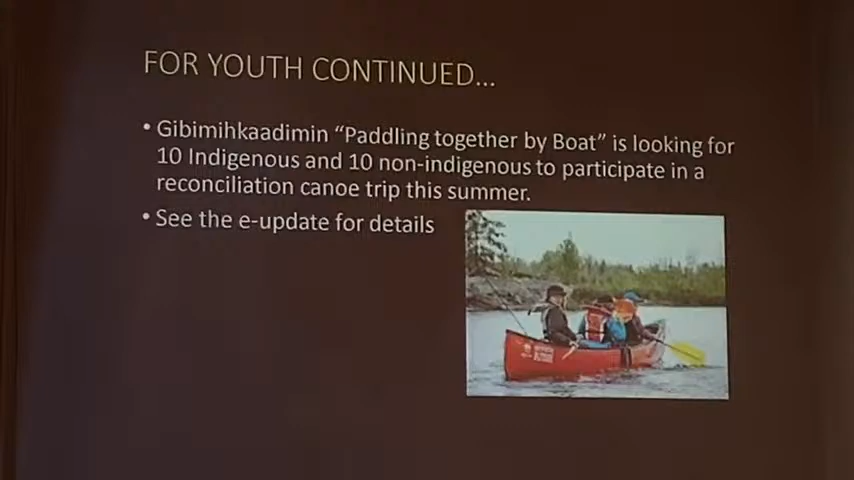 FOR YOUTH CONTINUED...
• Gibimihkaadimin “Paddling together by Boat” is looking for
10 Indigenous and 10 non-indigenous to participate in a
reconciliation canoe trip this summer.
• See the e-update for details